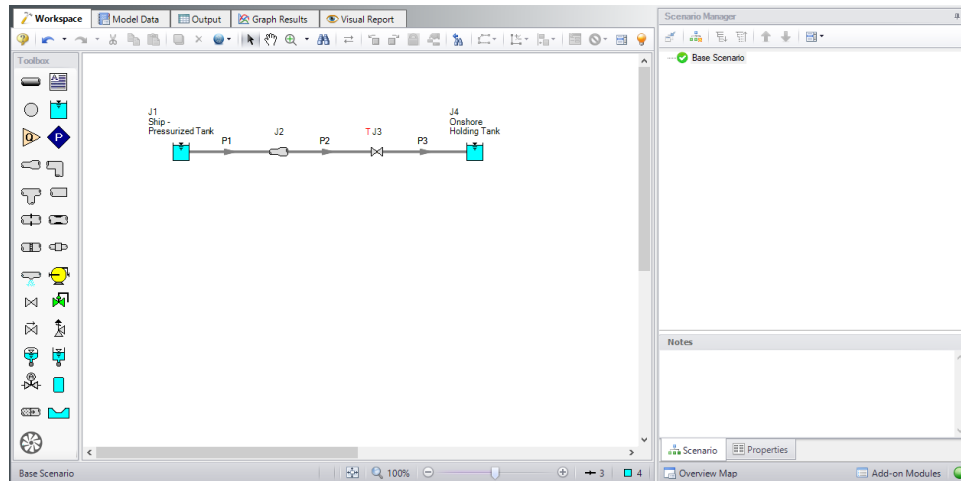 Workspace
Model Data
Output
Graph Results
Visual Report
Scenario Manager
Toolbox
Base Scenario
J1
Ship -
Pressurized Tank
P1
J2
P2
T J3
P3
J4
Onshore
Holding Tank
Notes
Scenario
Properties
Base Scenario
100%
3
4
Overview Map
Add-on Modules